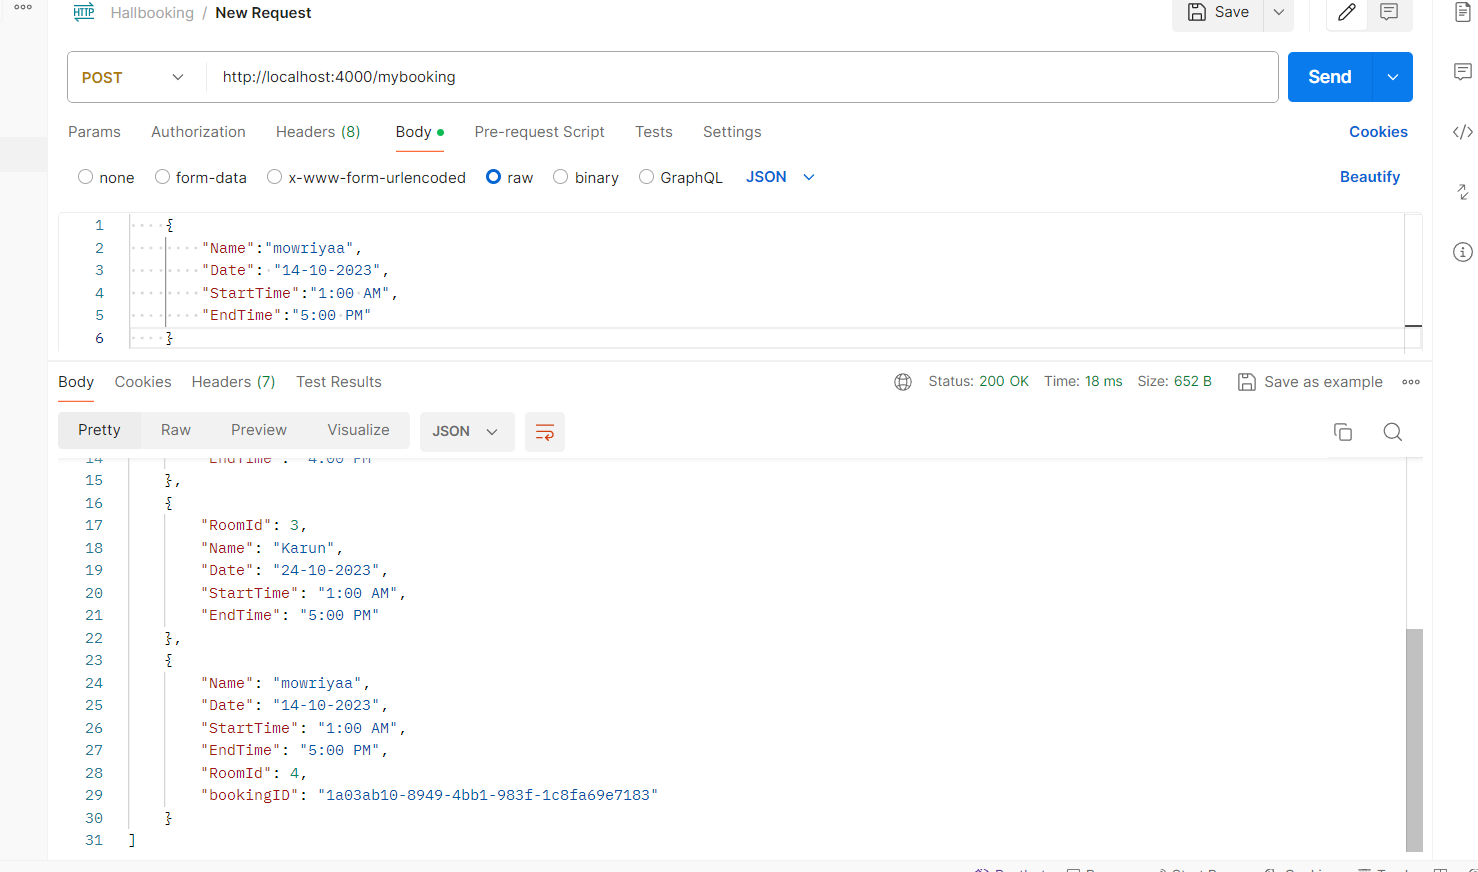 HTTP Hallbooking / New Request Save
POST http://localhost:4000/mybooking Send
Params Authorization Headers (8) Body Pre-request Script Tests Settings Cookies
none form-data x-www-form-urlencoded raw binary GraphQL JSON Beautify
1 {
2 "Name":"mowriyaa",
3 "Date": "14-10-2023",
4 "StartTime":"1:00 AM",
5 "EndTime":"5:00 PM"
6 }
Body Cookies Headers (7) Test Results Status: 200 OK Time: 18 ms Size: 652 B Save as example
Pretty Raw Preview Visualize JSON
14 "EndTime": "4:00 PM"
15 },
16 {
17 "RoomId": 3,
18 "Name": "Karun",
19 "Date": "24-10-2023",
20 "StartTime": "1:00 AM",
21 "EndTime": "5:00 PM"
22 },
23 {
24 "Name": "mowriyaa",
25 "Date": "14-10-2023",
26 "StartTime": "1:00 AM",
27 "EndTime": "5:00 PM",
28 "RoomId": 4,
29 "bookingID": "1a03ab10-8949-4bb1-983f-1c8fa69e7183"
30 }
31 ]